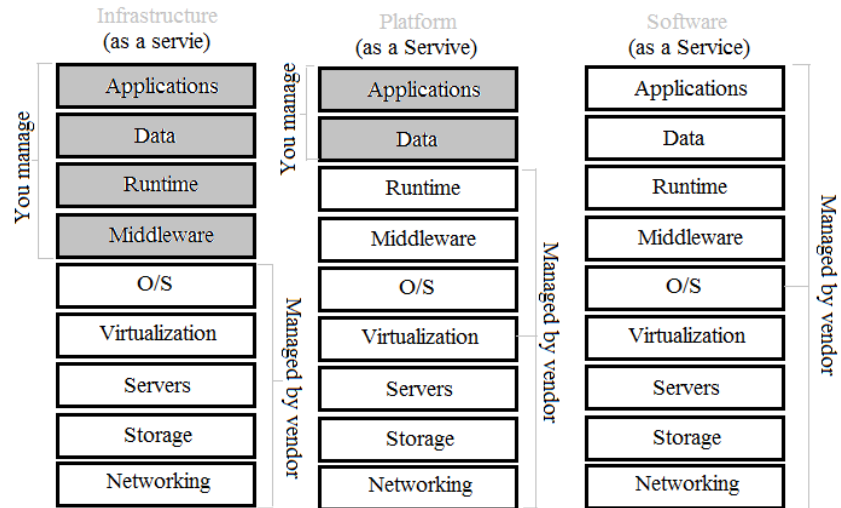 Infrastructure
(as a servie)
You manage
Applications
Data
Runtime
Middleware
O/S
Virtualization
Servers
Storage
Networking
Managed by vendor
Platform
(as a Servive)
You manage
Applications
Data
Runtime
Middleware
O/S
Virtualization
Servers
Storage
Networking
Managed by vendor
Software
(as a Service)
Applications
Data
Runtime
Middleware
O/S
Virtualization
Servers
Storage
Networking
Managed by vendor